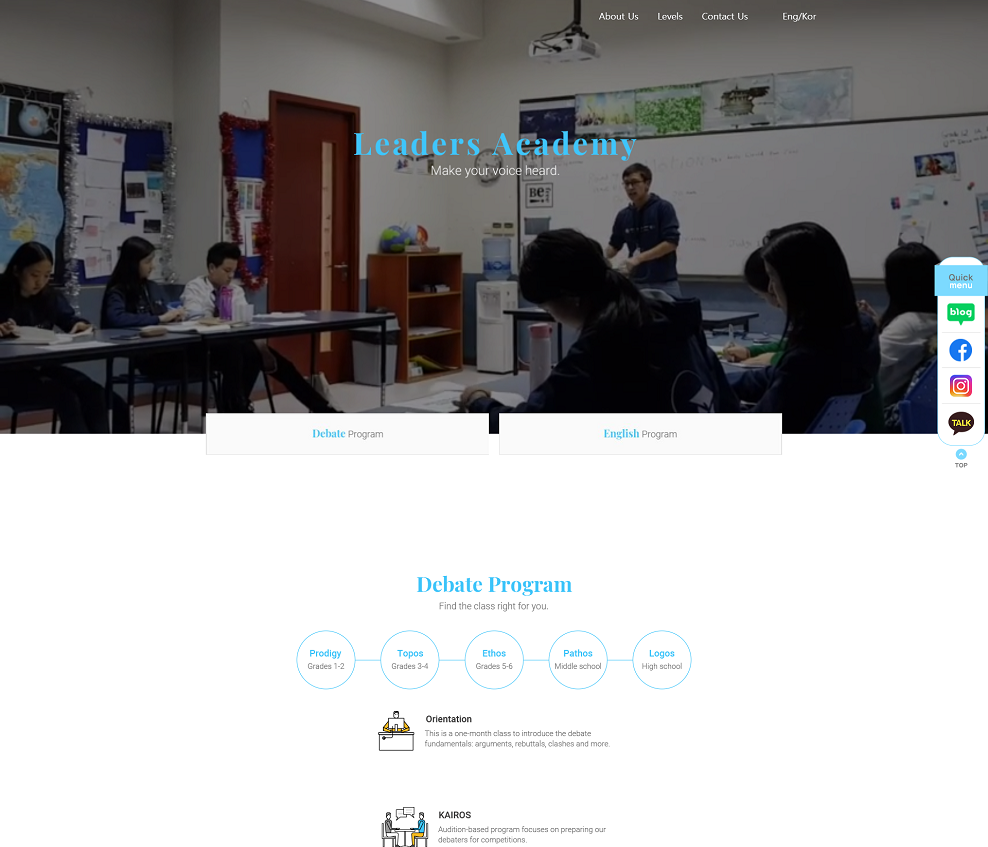 About Us Levels Contact Us Eng/Kor
Leaders Academy
Make your voice heard.
BE
Quick
menu
blog
TALK
TOP
Debate Program
English Program
Debate Program
Find the class right for you.
Prodigy
Grades 1-2
Topos
Grades 3-4
Ethos
Grades 5-6
Pathos
Middle school
Logos
High school
Orientation
This is a one-month class to introduce the debate
fundamentals: arguments, rebuttals, clashes and more.
KAIROS
Audition-based program focuses on preparing our
debaters for competitions.